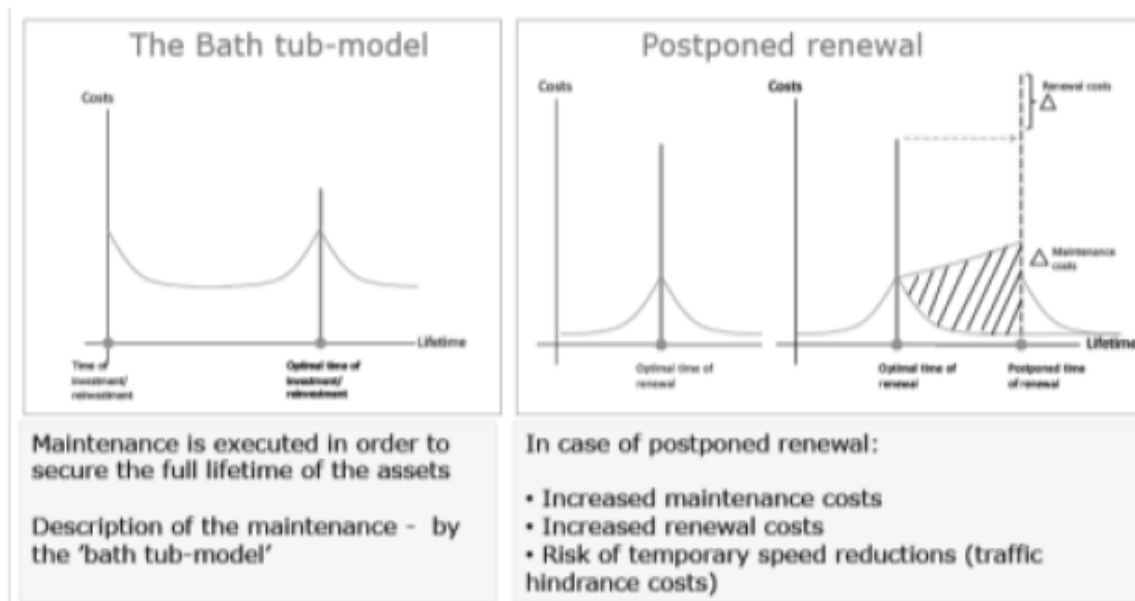 The Bath tub-model
Costs
Lifetime
Time of
investment/
reinvestment
Optimal time of
investment/
reinvestment
Maintenance is executed in order to
secure the full lifetime of the assets
Description of the maintenance - by
the 'bath tub-model'
Postponed renewal
Costs
Optimal time of
renewal
Costs
Renewal costs
Δ
Δ Maintenance
costs
Lifetime
Optimal time of
renewal
Postponed time
of renewal
In case of postponed renewal:
• Increased maintenance costs
• Increased renewal costs
• Risk of temporary speed reductions (traffic
hindrance costs)